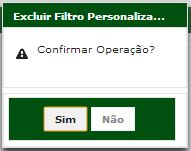 Excluir Filtro Personaliza...
Confirmar Operação?
Sim Não